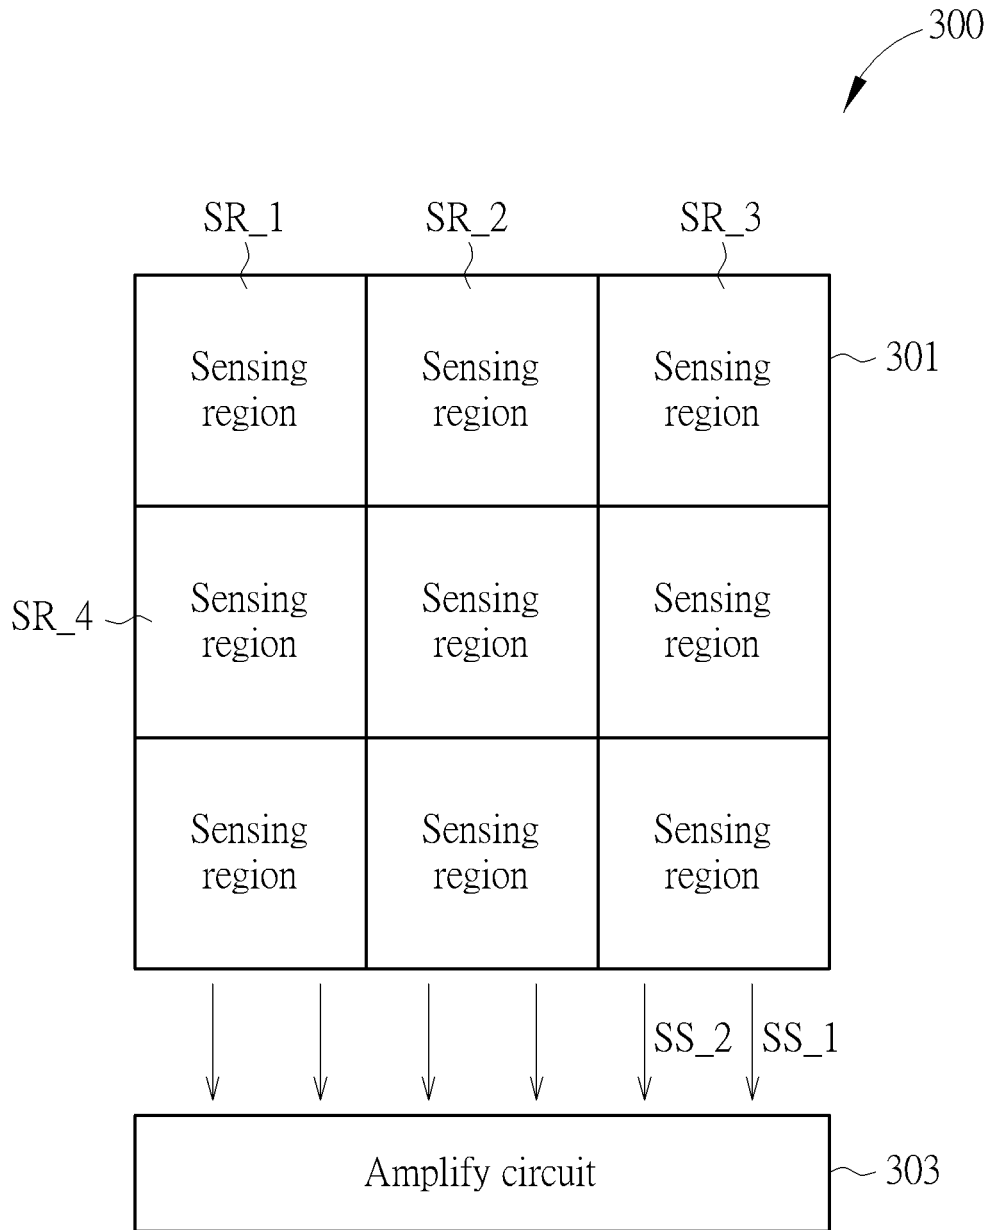 300
SR_1
SR_2
SR_3
Sensing
region
Sensing
region
Sensing
region
301
SR_4
Sensing
region
Sensing
region
Sensing
region
Sensing
region
Sensing
region
Sensing
region
SS_2
SS_1
Amplify circuit
303